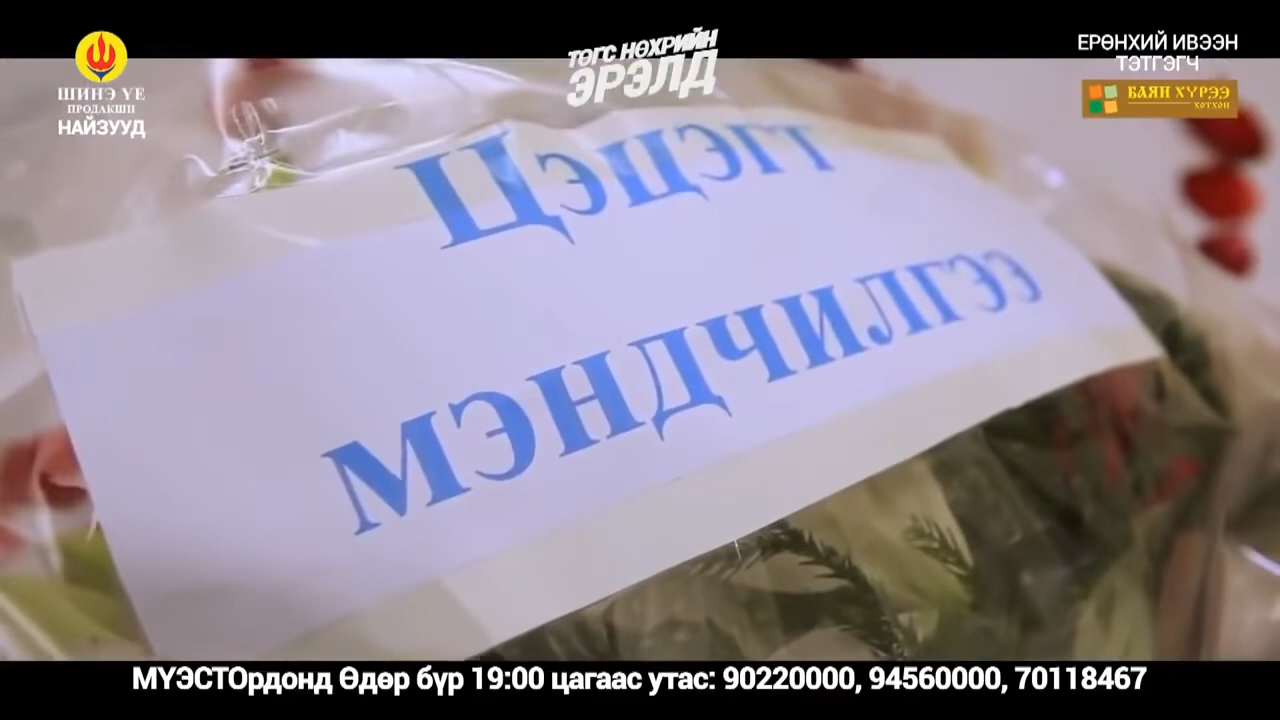 ШИНЭ ҮЕ
ПРОДАКШН
НАЙЗУУД
ТӨГС НӨХРИЙН
ЭРЭЛД
ЕРӨНХИЙ ИВЭЭН
ТЭТГЭГЧ
БАЯН ХҮРЭЭ
ХОТХОН
Цэцэгт
мэндчилгээ
МҮЭСТОрдонд Өдөр бүр 19:00 цагаас утас: 90220000, 94560000, 70118467